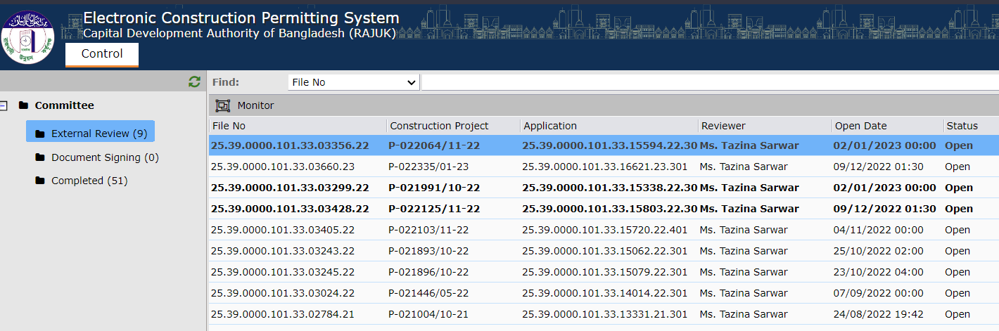 Electronic Construction Permitting System
Capital Development Authority of Bangladesh (RAJUK)
Control
Find: File No
Committee
External Review (9)
Document Signing (0)
Completed (51)
Monitor
File No Construction Project Application Reviewer Open Date Status
25.39.0000.101.33.03356.22 P-022064/11-22 25.39.0000.101.33.15594.22.30 Ms. Tazina Sarwar 02/01/2023 00:00 Open
25.39.0000.101.33.03660.23 P-022335/01-23 25.39.0000.101.33.16621.23.301 Ms. Tazina Sarwar 09/12/2022 01:30 Open
25.39.0000.101.33.03299.22 P-021991/10-22 25.39.0000.101.33.15338.22.30 Ms. Tazina Sarwar 02/01/2023 00:00 Open
25.39.0000.101.33.03428.22 P-022125/11-22 25.39.0000.101.33.15803.22.30 Ms. Tazina Sarwar 09/12/2022 01:30 Open
25.39.0000.101.33.03405.22 P-022103/11-22 25.39.0000.101.33.15720.22.401 Ms. Tazina Sarwar 04/11/2022 00:00 Open
25.39.0000.101.33.03243.22 P-021893/10-22 25.39.0000.101.33.15062.22.301 Ms. Tazina Sarwar 25/10/2022 02:00 Open
25.39.0000.101.33.03245.22 P-021896/10-22 25.39.0000.101.33.15079.22.301 Ms. Tazina Sarwar 23/10/2022 04:00 Open
25.39.0000.101.33.03024.22 P-021446/05-22 25.39.0000.101.33.14014.22.301 Ms. Tazina Sarwar 07/09/2022 00:00 Open
25.39.0000.101.33.02784.21 P-021004/10-21 25.39.0000.101.33.13331.21.301 Ms. Tazina Sarwar 24/08/2022 19:42 Open